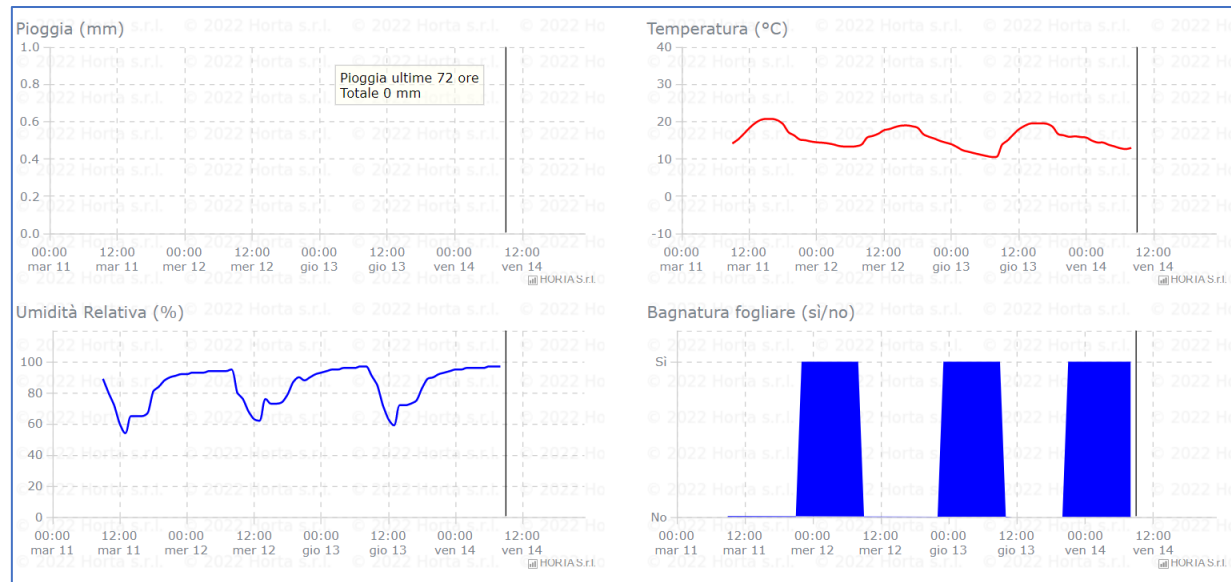 Pioggia (mm)
1.0
0.8
0.6
0.4
0.2
0.0
Pioggia ultime 72 ore
Totale 0 mm
00:00 12:00 00:00 12:00 00:00 12:00 00:00 12:00
mar 11 mar 11 mer 12 mer 12 gio 13 gio 13 ven 14 ven 14
HORTA S.r.l.
Temperatura (°C)
40
30
20
10
0
-10
00:00 12:00 00:00 12:00 00:00 12:00 00:00 12:00
mar 11 mar 11 mer 12 mer 12 gio 13 gio 13 ven 14 ven 14
HORTA S.r.l.
Umidità Relativa (%)
100
80
60
40
20
0
00:00 12:00 00:00 12:00 00:00 12:00 00:00 12:00
mar 11 mar 11 mer 12 mer 12 gio 13 gio 13 ven 14 ven 14
HORTA S.r.l.
Bagnatura fogliare (sì/no)
Sì
No
00:00 12:00 00:00 12:00 00:00 12:00 00:00 12:00
mar 11 mar 11 mer 12 mer 12 gio 13 gio 13 ven 14 ven 14
HORTA S.r.l.
© 2022 Horta s.r.l.